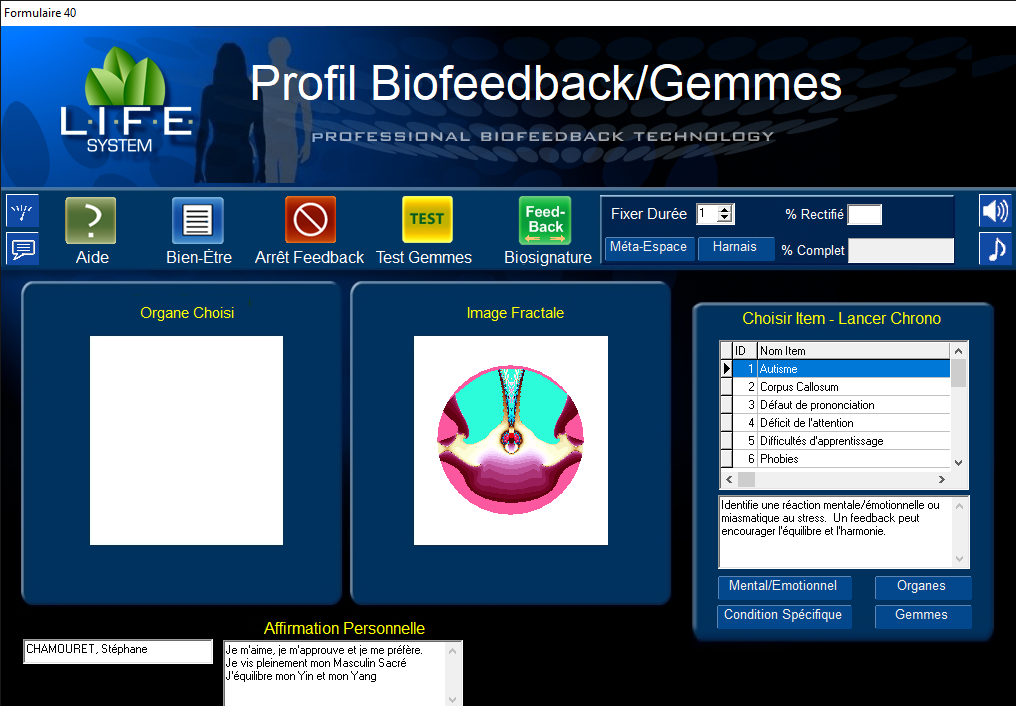 Formulaire 40
L·I·F·E
SYSTEM
Profil Biofeedback/Gemmes
PROFESSIONAL BIOFEEDBACK TECHNOLOGY
?
TEST
Feed-
Back
Aide
Bien-Être
Arrêt Feedback
Test Gemmes
Biosignature
Fixer Durée
1
% Rectifié
Méta-Espace
Harnais
% Complet
Organe Choisi
Image Fractale
Choisir Item - Lancer Chrono
ID Nom Item
1 Autisme
2 Corpus Callosum
3 Défaut de prononciation
4 Déficit de l'attention
5 Difficultés d'apprentissage
6 Phobies
Identifie une réaction mentale/émotionnelle ou
miasmatique au stress. Un feedback peut
encourager l'équilibre et l'harmonie.
Mental/Emotionnel
Organes
Condition Spécifique
Gemmes
Affirmation Personnelle
CHAMOURET, Stéphane
Je m'aime, je m'approuve et je me préfère.
Je vis pleinement mon Masculin Sacré
J'équilibre mon Yin et mon Yang